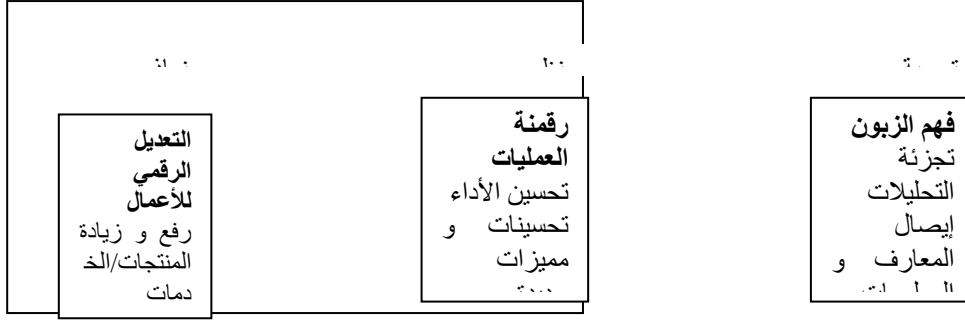 فهم الزبون
تجزئة
التحليلات
إيصال
المعارف و
رقمنة
العمليات
تحسين الأداء
تحسينات و
مميزات
التعديل
الرقمي
للأعمال
رفع و زيادة
المنتجات/الخ
دمات